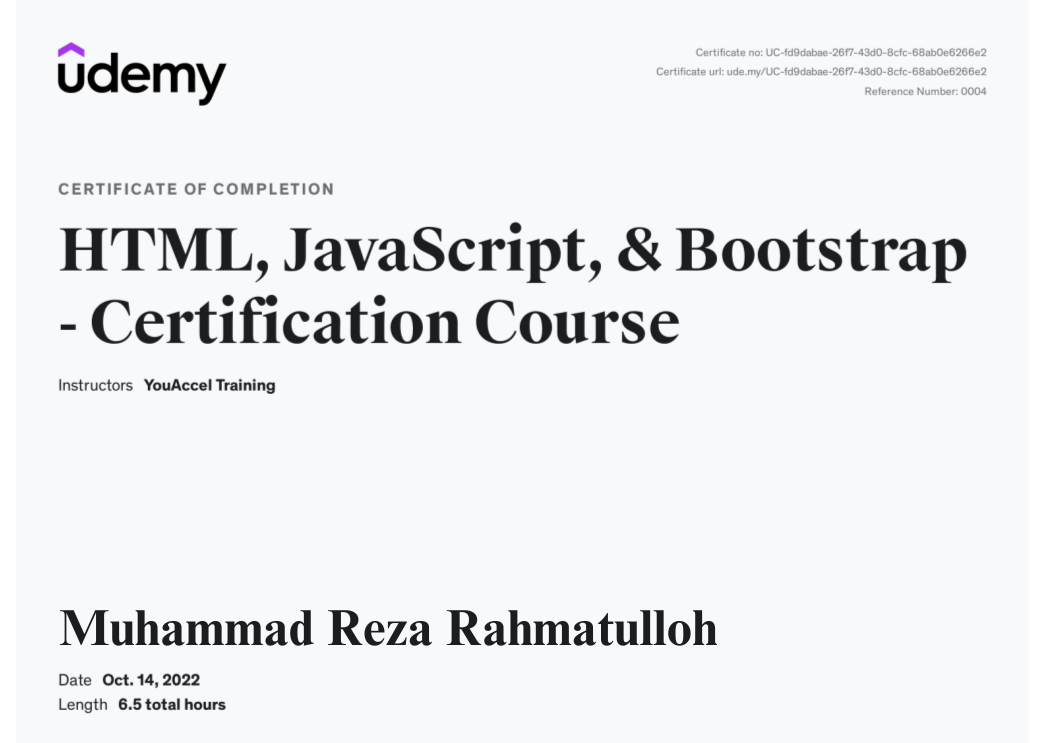 udemy
Certificate no: UC-fd9dabae-26f7-43d0-8cfc-68ab0e6266e2
Certificate url: ude.my/UC-fd9dabae-26f7-43d0-8cfc-68ab0e6266e2
Reference Number: 0004
CERTIFICATE OF COMPLETION
HTML, JavaScript, & Bootstrap
- Certification Course
Instructors YouAccel Training
Muhammad Reza Rahmatulloh
Date Oct. 14, 2022
Length 6.5 total hours